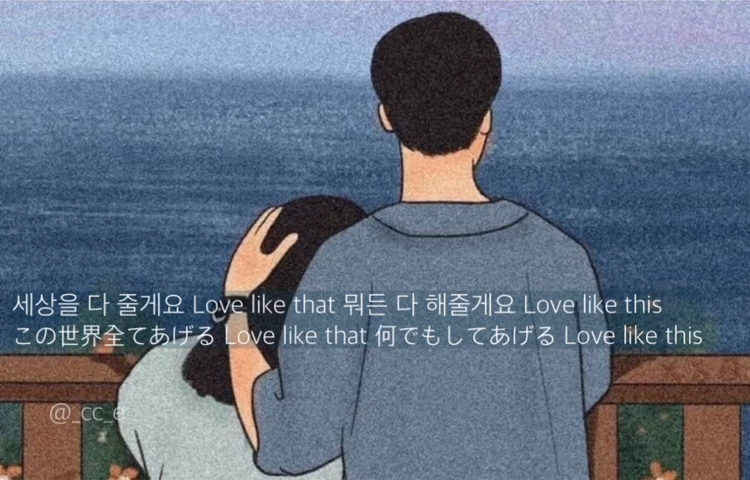 세상을 다 줄게요 Love like that 뭐든 다 해줄게요 Love like this
この世界全てあげる Love like that 何でもしてあげる Love like this
@_cc_e